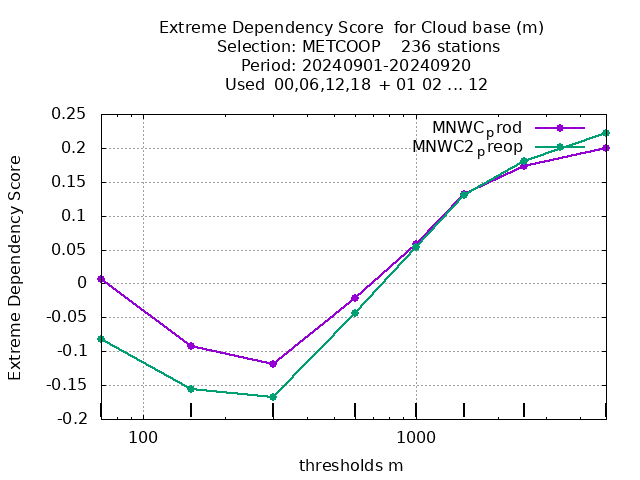 Extreme Dependency Score  for Cloud base (m)
Selection: METCOOP    236 stations
Period: 20240901-20240920
Used  00,06,12,18 + 01 02 ... 12
MNWCprod
MNWC2preop
0.25
0.2
0.15
0.1
0.05
0
-0.05
-0.1
-0.15
-0.2
Extreme Dependency Score
100
1000
thresholds m